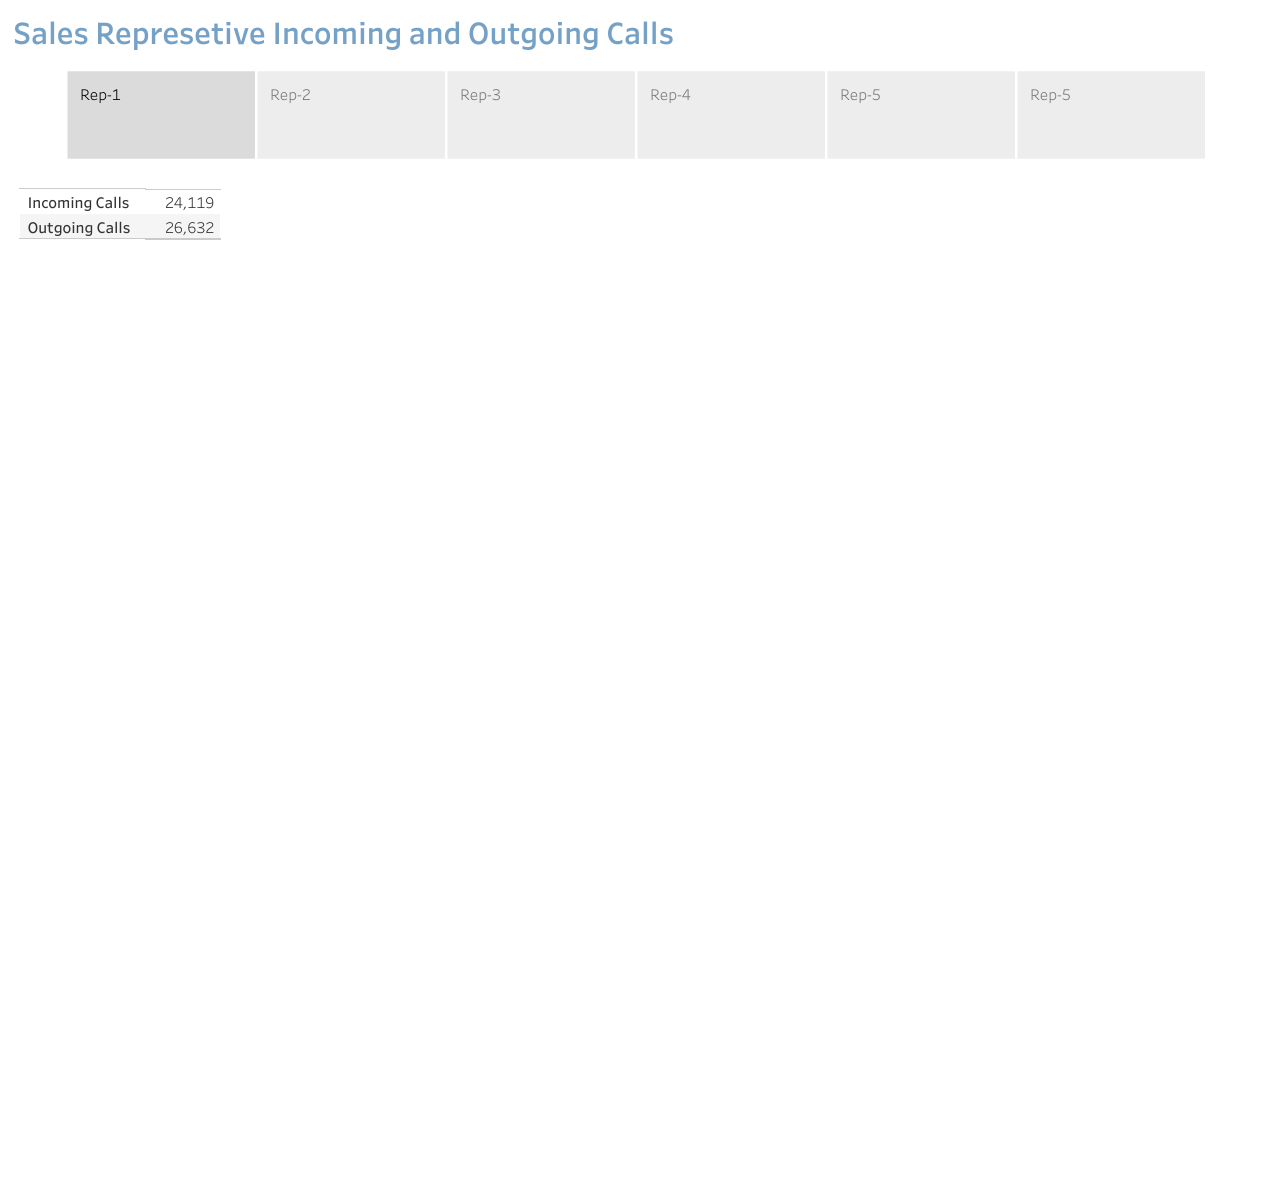 Sales Represetive Incoming and Outgoing Calls
Rep-1 Rep-2 Rep-3 Rep-4 Rep-5 Rep-5
Incoming Calls 24,119
Outgoing Calls 26,632